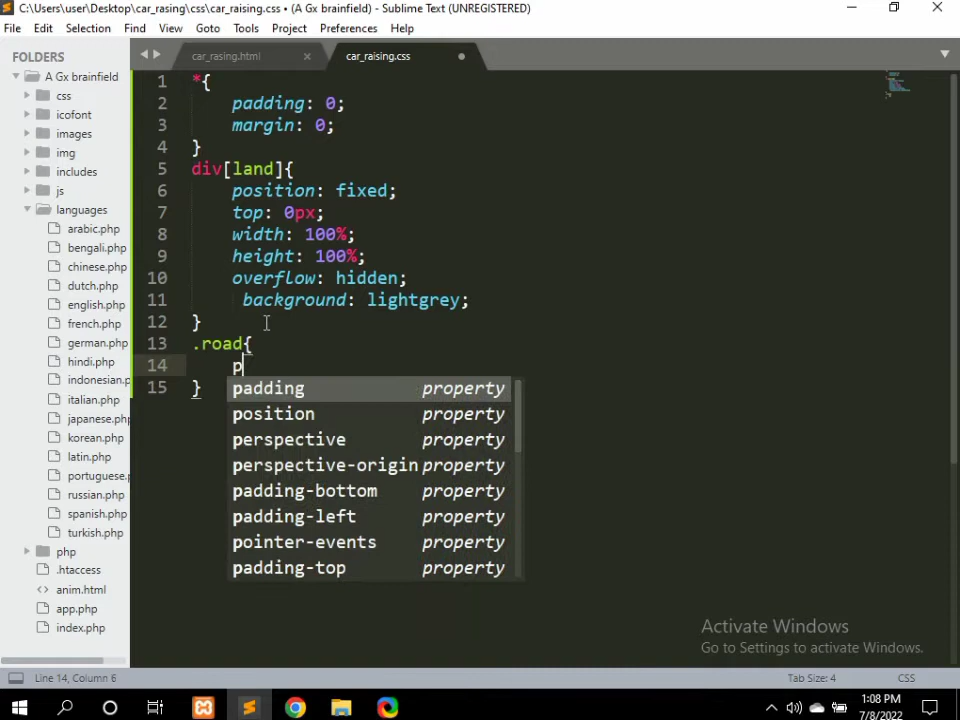 C:\Users\user\Desktop\car_rasing\css\car_raising.css • (A Gx brainfield) - Sublime Text (UNREGISTERED)
File Edit Selection Find View Goto Tools Project Preferences Help
FOLDERS
A Gx brainfield
css
icofont
images
img
includes
js
languages
arabic.php
bengali.php
chinese.php
dutch.php
english.php
french.php
german.php
hindi.php
indonesian.p
italian.php
japanese.php
korean.php
latin.php
portuguese.p
russian.php
spanish.php
turkish.php
php
.htaccess
anim.html
app.php
index.php
car_rasing.html car_raising.css
1 *{
2 padding: 0;
3 margin: 0;
4 }
5 div[land]{
6 position: fixed;
7 top: 0px;
8 width: 100%;
9 height: 100%;
10 overflow: hidden;
11 background: lightgrey;
12 }
13 .road{
14 p
15 }
padding property
position property
perspective property
perspective-origin property
padding-bottom property
padding-left property
pointer-events property
padding-top property
Activate Windows
Go to Settings to activate Windows.
Line 14, Column 6 Tab Size: 4 CSS
1:08 PM
7/8/2022